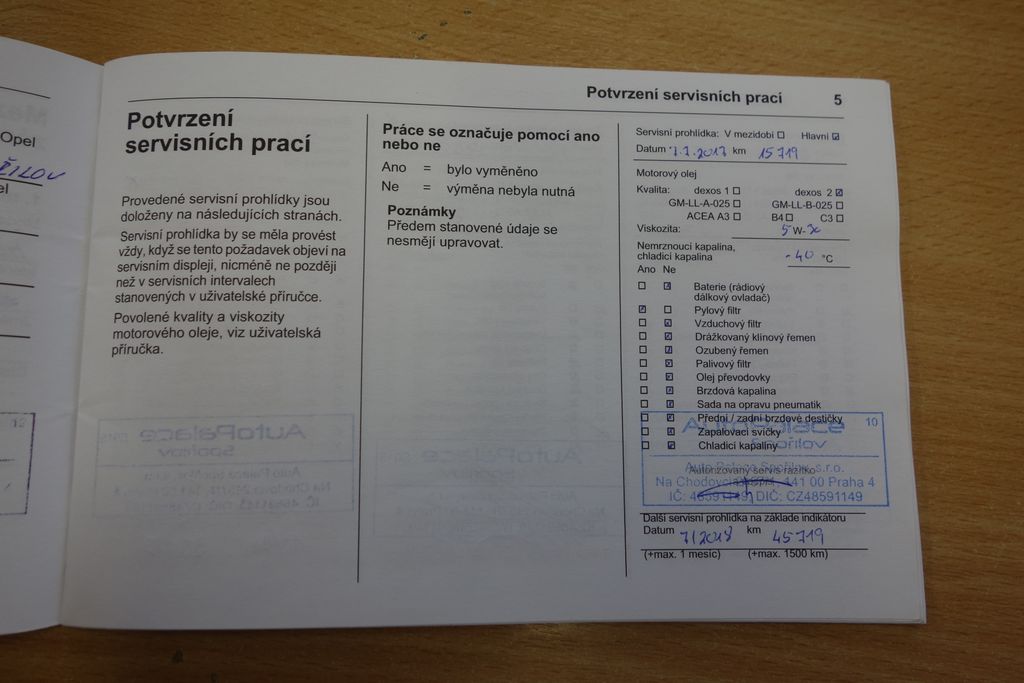 Opel
Potvrzení servisních prací 5
Potvrzení
servisních prací
Provedené servisní prohlídky jsou
doloženy na následujících stranách.
Servisní prohlídka by se měla provést
vždy, když se tento požadavek objeví na
servisním displeji, nicméně ne později
než v servisních intervalech
stanovených v uživatelské příručce.
Povolené kvality a viskozity
motorového oleje, viz uživatelská
příručka.
Práce se označuje pomocí ano
nebo ne
Ano = bylo vyměněno
Ne = výměna nebyla nutná
Poznámky
Předem stanovené údaje se
nesmějí upravovat.
Servisní prohlídka: V mezidobí Hlavní
Datum 7.7.2017 km 15719
Motorový olej
Kvalita: dexos 1 dexos 2
GM-LL-A-025 GM-LL-B-025
ACEA A3 B4 C3
Viskozita: 5 W-
Nemrznoucí kapalina,
chladicí kapalina -40 °C
Ano Ne
Baterie (rádiový
dálkový ovladač)
Pylový filtr
Vzduchový filtr
Drážkovaný klínový řemen
Ozubený řemen
Palivový filtr
Olej převodovky
Brzdová kapalina
Sada na opravu pneumatik
Přední / zadní brzdové destičky
Zapalovací svíčky
Chladicí kapaliny
AutoPalace 10
Spořilov
Auto Palace Spořilov, s.r.o.
Autorizovaný servis razítko
Na Chodovci 141 00 Praha 4
IČ: 48591149, DIČ: CZ48591149
Další servisní prohlídka na základě indikátoru
Datum 7/2018 km 45719
(+max. 1 měsíc) (+max. 1500 km)